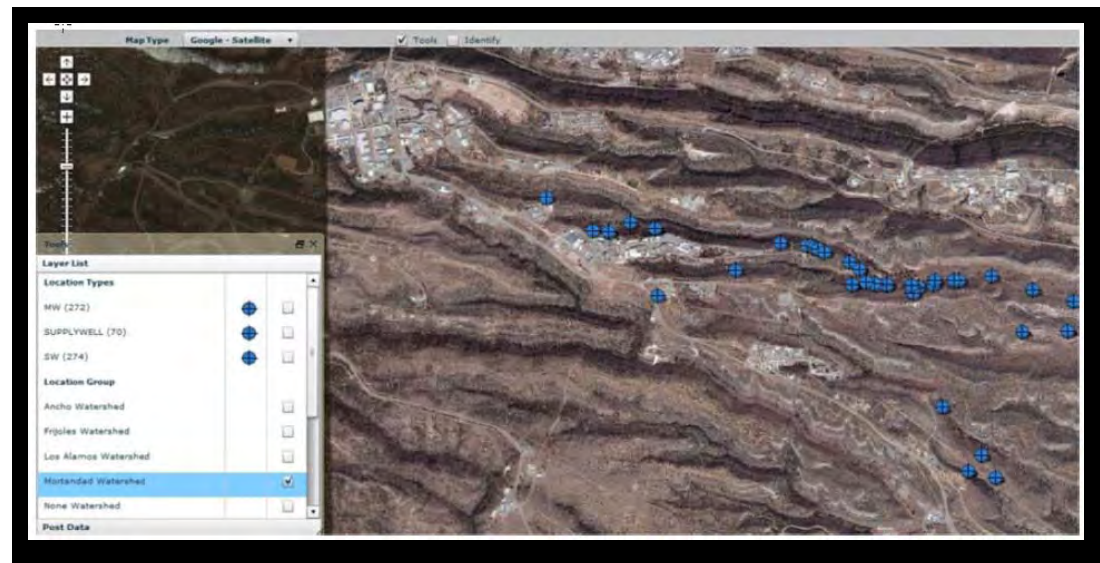 Map Type Google - Satellite Tools Identify
Tools
Layer List
Location Types
MW (272)
SUPPLYWELL (70)
SW (274)
Location Group
Ancho Watershed
Frijoles Watershed
Los Alamos Watershed
Mortandad Watershed
None Watershed
Post Data